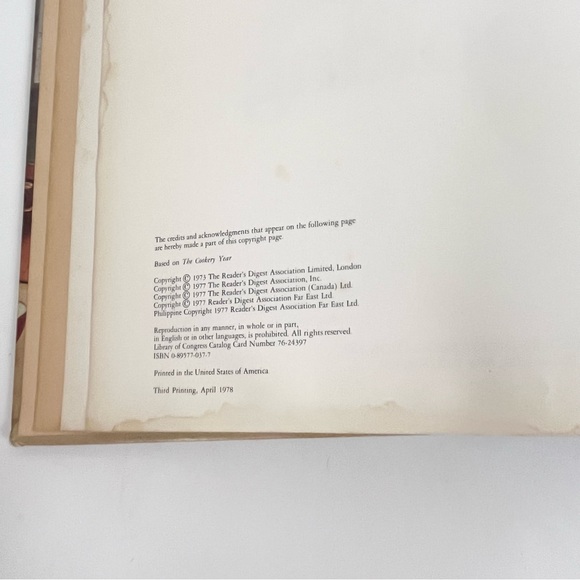 The credits and acknowledgments that appear on the following page
are hereby made a part of this copyright page.
Based on The Cookery Year
Copyright © 1973 The Reader's Digest Association Limited, London
Copyright © 1977 The Reader's Digest Association, Inc.
Copyright © 1977 The Reader's Digest Association (Canada) Ltd.
Copyright © 1977 Reader's Digest Association Far East Ltd.
Philippine Copyright 1977 Reader's Digest Association Far East Ltd.
Reproduction in any manner, in whole or in part,
in English or in other languages, is prohibited. All rights reserved.
Library of Congress Catalog Card Number 76-24397
ISBN 0-89577-037-7
Printed in the United States of America
Third Printing, April 1978